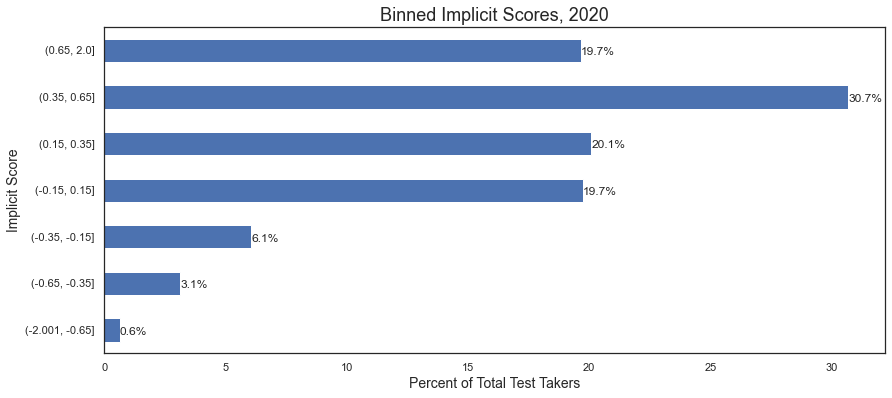 Binned Implicit Scores, 2020
Implicit Score
(0.65, 2.0] 19.7%
(0.35, 0.65] 30.7%
(0.15, 0.35] 20.1%
(-0.15, 0.15] 19.7%
(-0.35, -0.15] 6.1%
(-0.65, -0.35] 3.1%
(-2.001, -0.65] 0.6%
0 5 10 15 20 25 30
Percent of Total Test Takers